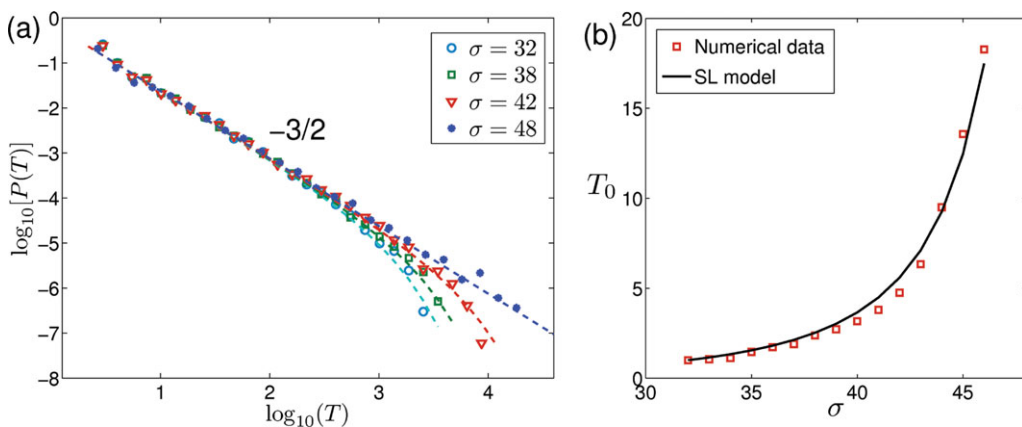 (a)
0
−1
−2
−3
−4
−5
−6
−7
−8
log₁₀[P(T)]
σ = 32
σ = 38
σ = 42
σ = 48
−3/2
1 2 3 4
log₁₀(T)
(b)
20
15
10
5
0
T₀
Numerical data
SL model
30 35 40 45
σ